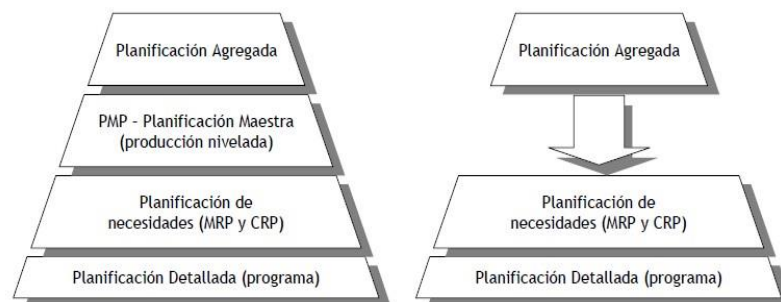 Planificación Agregada
PMP – Planificación Maestra
(producción nivelada)
Planificación de
necesidades (MRP y CRP)
Planificación Detallada (programa)
Planificación Agregada
Planificación de
necesidades (MRP y CRP)
Planificación Detallada (programa)